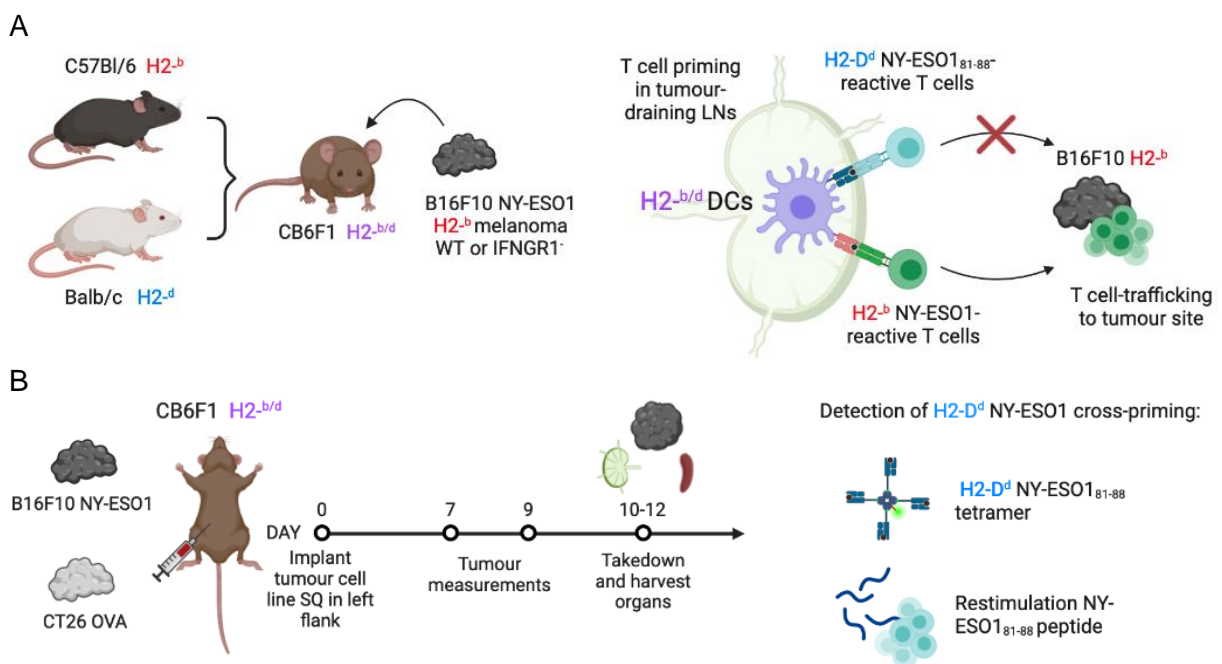 A
C57Bl/6 H2-ᵇ
Balb/c H2-ᵈ
CB6F1 H2-ᵇ/ᵈ
B16F10 NY-ESO1
H2-ᵇ melanoma
WT or IFNGR1⁻
T cell priming
in tumour-
draining LNs
H2-ᵇ/ᵈ DCs
H2-Dᵈ NY-ESO1₈₁₋₈₈-
reactive T cells
H2-ᵇ NY-ESO1-
reactive T cells
B16F10 H2-ᵇ
T cell-trafficking
to tumour site
B
CB6F1 H2-ᵇ/ᵈ
B16F10 NY-ESO1
CT26 OVA
DAY
0
7
9
10-12
Implant
tumour cell
line SQ in left
flank
Tumour
measurements
Takedown
and harvest
organs
Detection of H2-Dᵈ NY-ESO1 cross-priming:
H2-Dᵈ NY-ESO1₈₁₋₈₈
tetramer
Restimulation NY-
ESO1₈₁₋₈₈ peptide